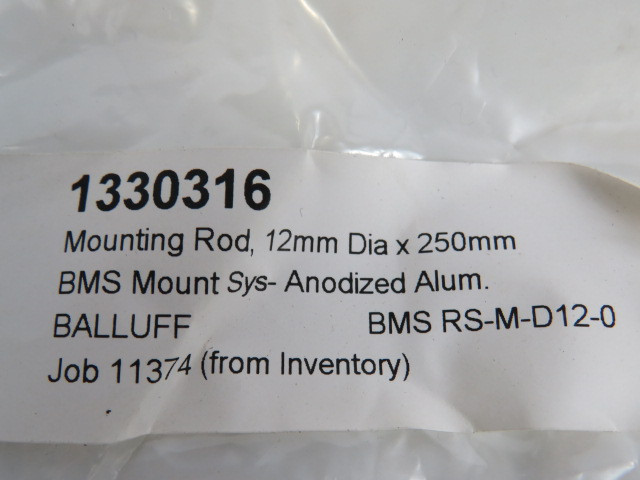 1330316
Mounting Rod, 12mm Dia x 250mm
BMS Mount Sys- Anodized Alum.
BALLUFF BMS RS-M-D12-0
Job 11374 (from Inventory)